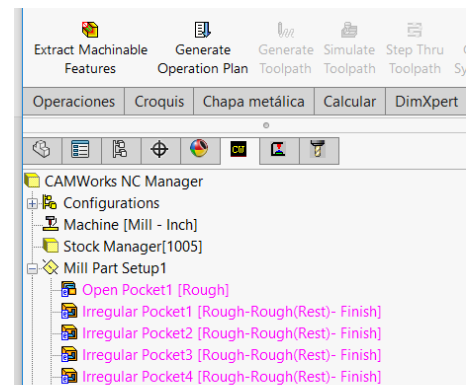 Extract Machinable Generate Generate Simulate Step Thru
Features Operation Plan Toolpath Toolpath Toolpath
Operaciones Croquis Chapa metálica Calcular DimXpert
CAMWorks NC Manager
Configurations
Machine [Mill - Inch]
Stock Manager[1005]
Mill Part Setup1
Open Pocket1 [Rough]
Irregular Pocket1 [Rough-Rough(Rest)- Finish]
Irregular Pocket2 [Rough-Rough(Rest)- Finish]
Irregular Pocket3 [Rough-Rough(Rest)- Finish]
Irregular Pocket4 [Rough-Rough(Rest)- Finish]